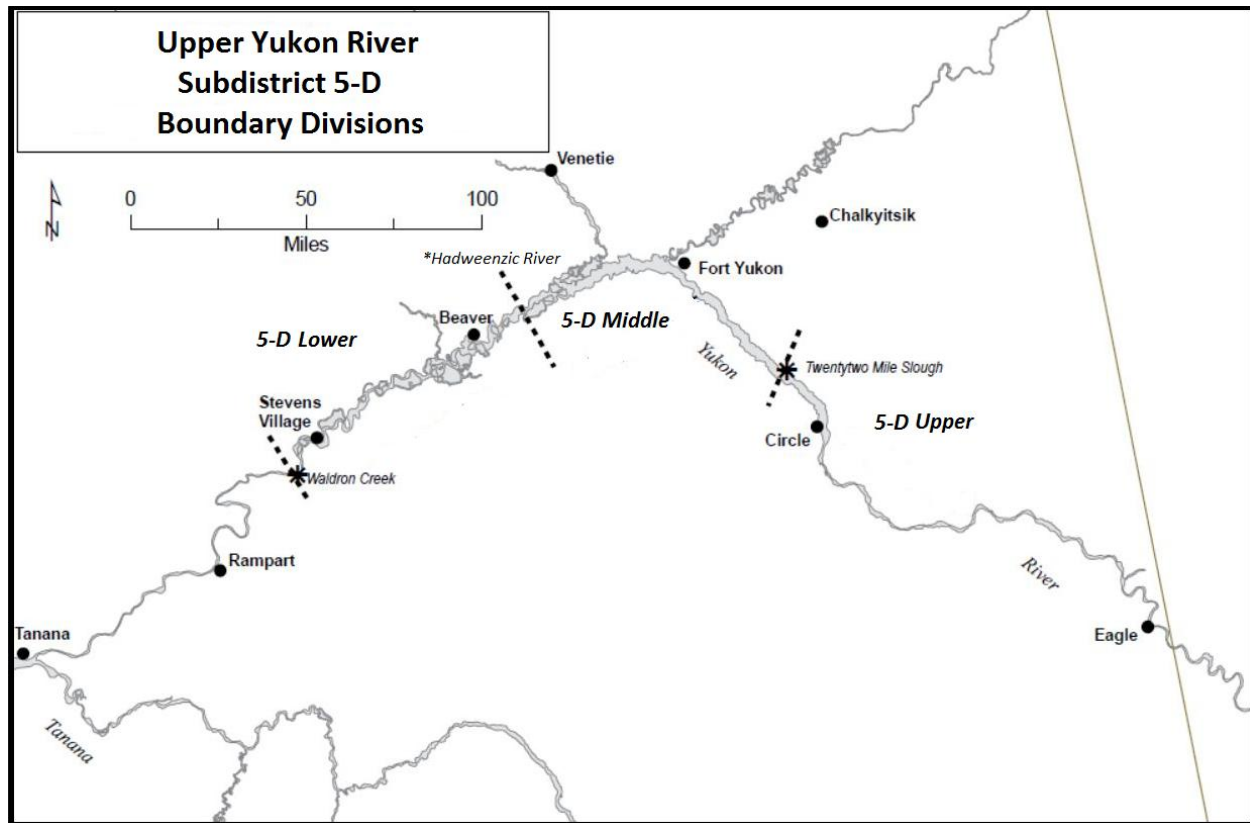 Upper Yukon River
Subdistrict 5-D
Boundary Divisions
N
0 50 100
Miles
Venetie
Chalkyitsik
*Hadweenzic River
Fort Yukon
Beaver
5-D Middle
5-D Lower
Yukon
Twentytwo Mile Slough
Stevens
Village
5-D Upper
Circle
Waldron Creek
Rampart
River
Tanana
Eagle
Tanana